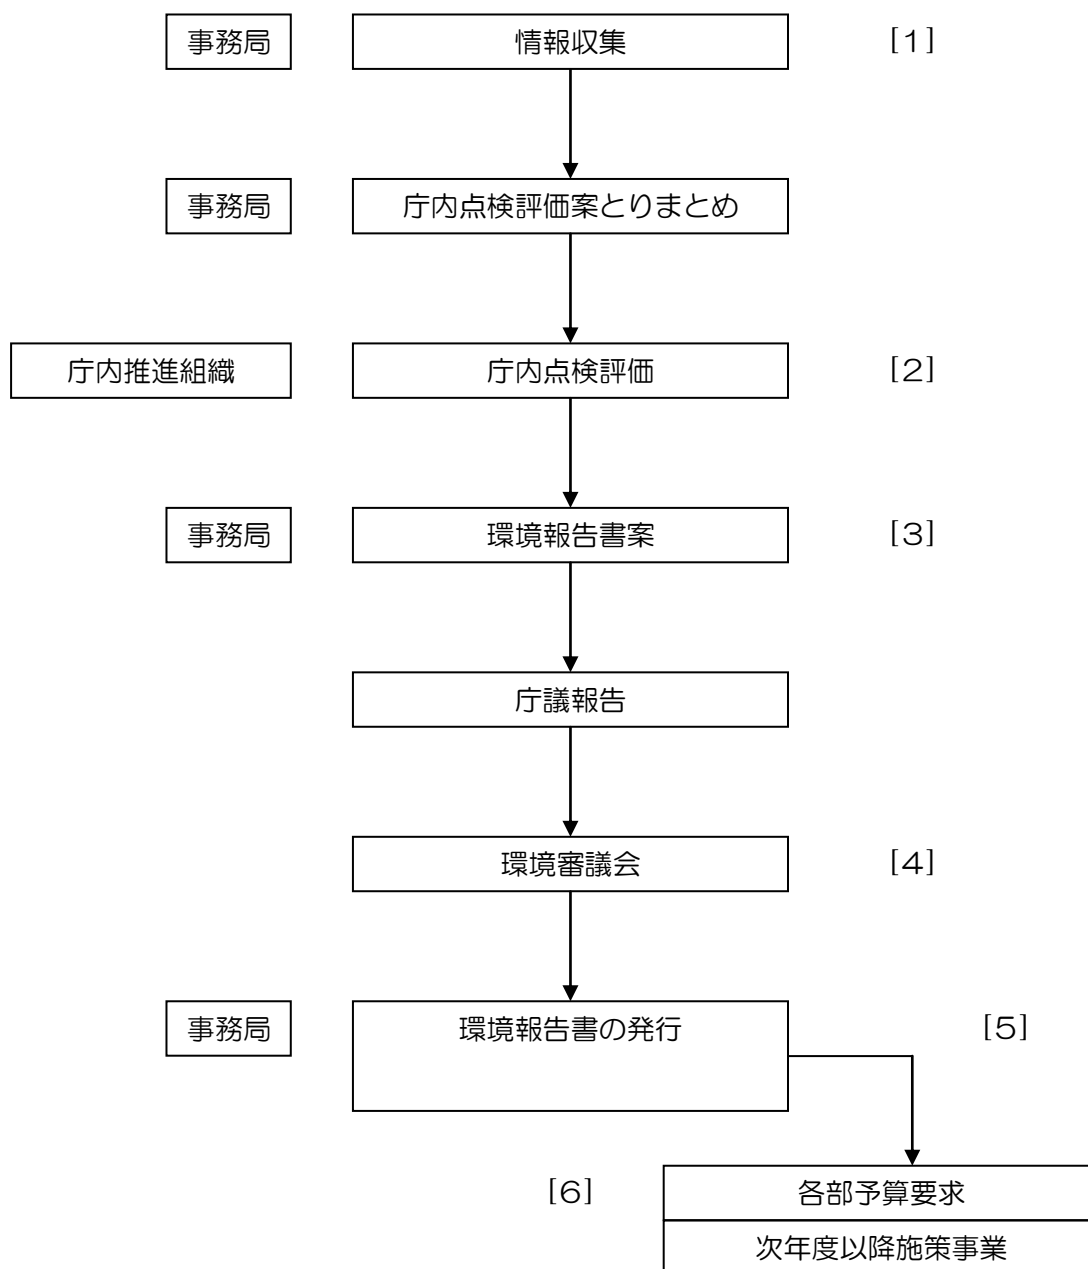 事務局 情報収集 [1]
事務局 庁内点検評価案とりまとめ
庁内推進組織 庁内点検評価 [2]
事務局 環境報告書案 [3]
庁議報告
環境審議会 [4]
事務局 環境報告書の発行 [5]
[6] 各部予算要求
次年度以降施策事業